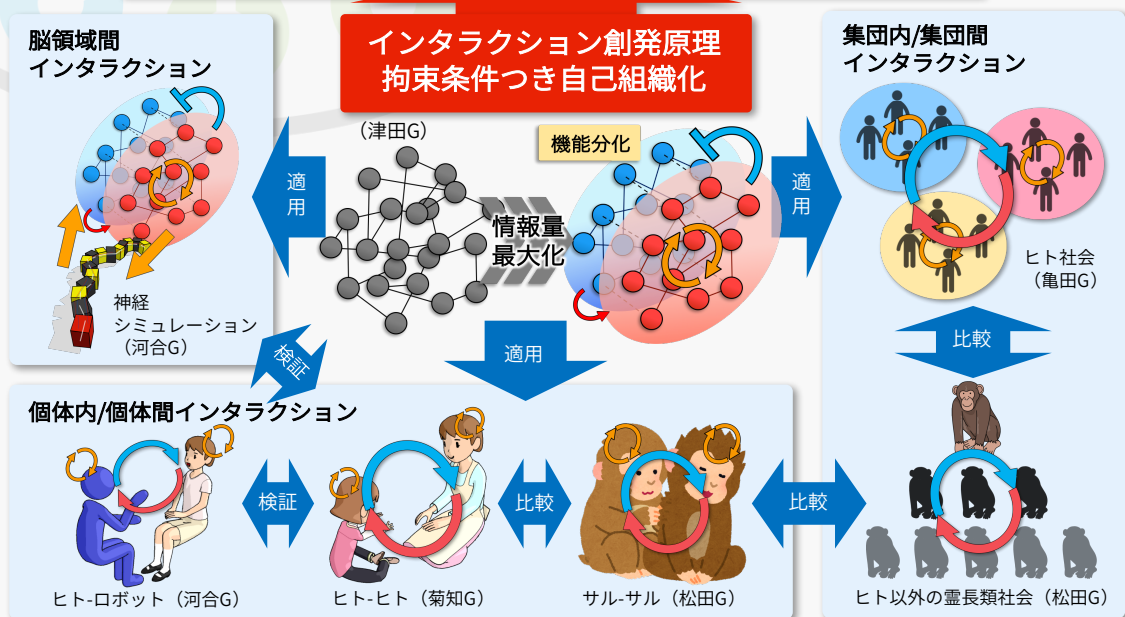 脳領域間
インタラクション
インタラクション創発原理
拘束条件つき自己組織化
集団内/集団間
インタラクション
（津田G）
機能分化
適
用
情報量
最大化
適
用
ヒト社会
（亀田G）
神経
シミュレーション
（河合G）
検証
適用
比較
個体内/個体間インタラクション
検証
比較
比較
ヒト-ロボット（河合G）
ヒト-ヒト（菊知G）
サル-サル（松田G）
ヒト以外の霊長類社会（松田G）